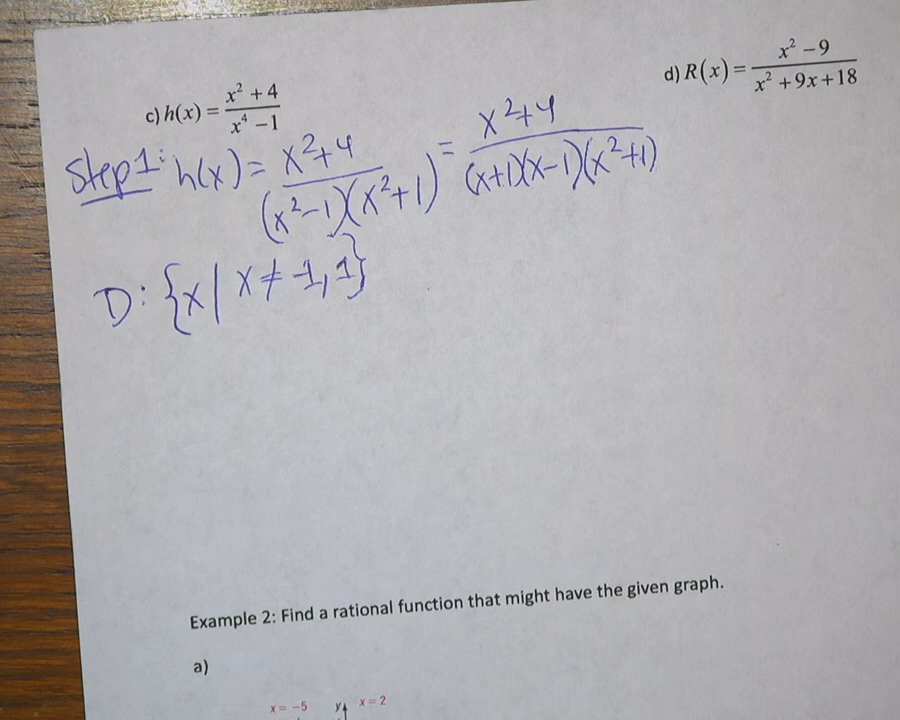 c) h(x) = (x² + 4)/(x⁴ − 1)
d) R(x) = (x² − 9)/(x² + 9x + 18)
Step 1: h(x) = (x²+4)/((x²−1)(x²+1)) = (x²+4)/((x+1)(x−1)(x²+1))
D: {x | x ≠ -1, 1}
Example 2: Find a rational function that might have the given graph.
a)
x = −5 y x = 2